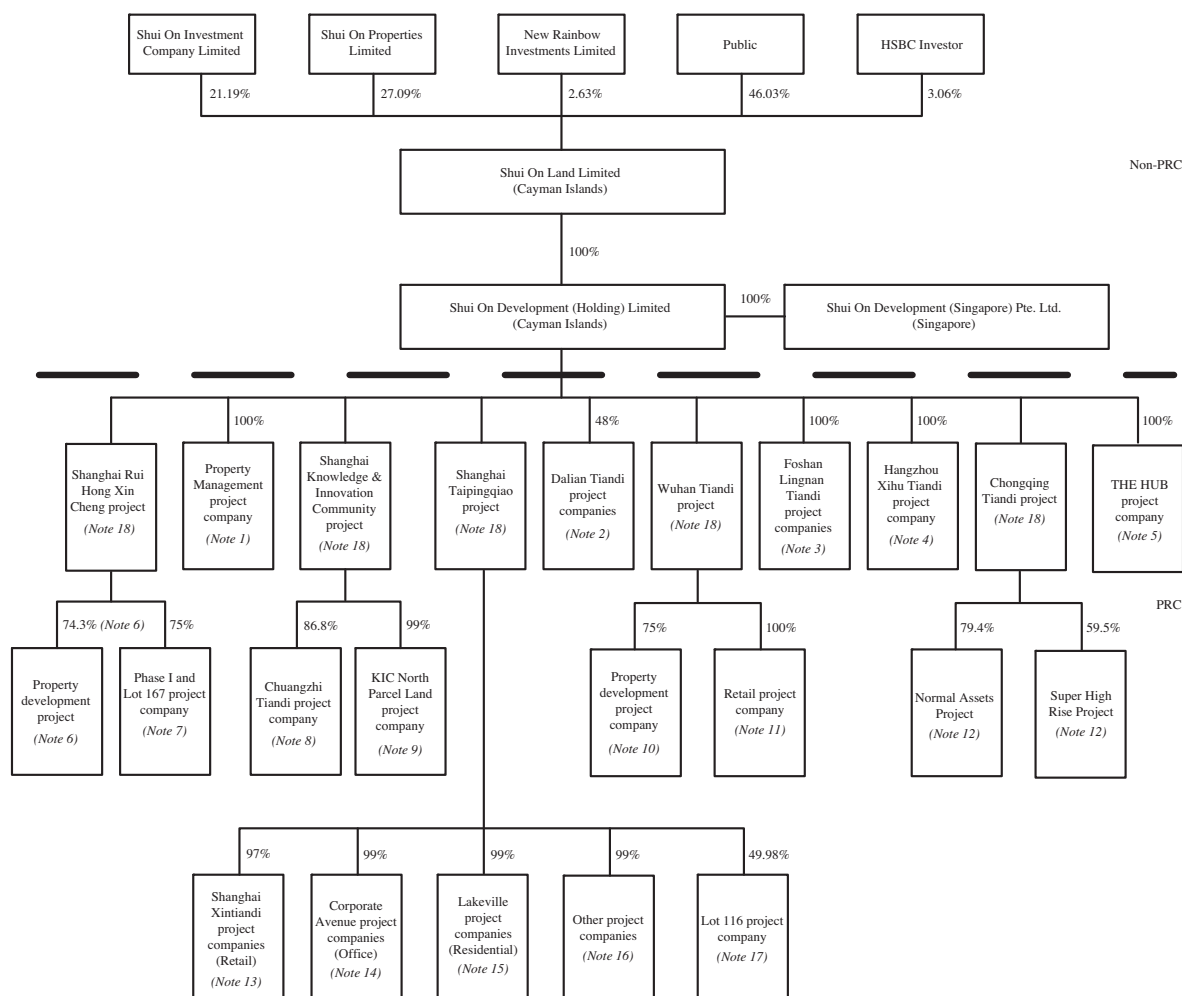 Shui On Investment
Company Limited
Shui On Properties
Limited
New Rainbow
Investments Limited
Public
HSBC Investor
21.19%
27.09%
2.63%
46.03%
3.06%
Shui On Land Limited
(Cayman Islands)
Non-PRC
100%
Shui On Development (Holding) Limited
(Cayman Islands)
100%
Shui On Development (Singapore) Pte. Ltd.
(Singapore)
100%
48%
100%
100%
100%
Shanghai Rui
Hong Xin
Cheng project
(Note 18)
Property
Management
project
company
(Note 1)
Shanghai
Knowledge &
Innovation
Community
project
(Note 18)
Shanghai
Taipingqiao
project
(Note 18)
Dalian Tiandi
project
companies
(Note 2)
Wuhan Tiandi
project
(Note 18)
Foshan
Lingnan
Tiandi
project
companies
(Note 3)
Hangzhou
Xihu Tiandi
project
company
(Note 4)
Chongqing
Tiandi project
(Note 18)
THE HUB
project
company
(Note 5)
PRC
74.3% (Note 6)
75%
86.8%
99%
75%
100%
79.4%
59.5%
Property
development
project
(Note 6)
Phase I and
Lot 167 project
company
(Note 7)
Chuangzhi
Tiandi project
company
(Note 8)
KIC North
Parcel Land
project
company
(Note 9)
Property
development
project
company
(Note 10)
Retail project
company
(Note 11)
Normal Assets
Project
(Note 12)
Super High
Rise Project
(Note 12)
97%
99%
99%
99%
49.98%
Shanghai
Xintiandi
project
companies
(Retail)
(Note 13)
Corporate
Avenue project
companies
(Office)
(Note 14)
Lakeville
project
companies
(Residential)
(Note 15)
Other project
companies
(Note 16)
Lot 116 project
company
(Note 17)